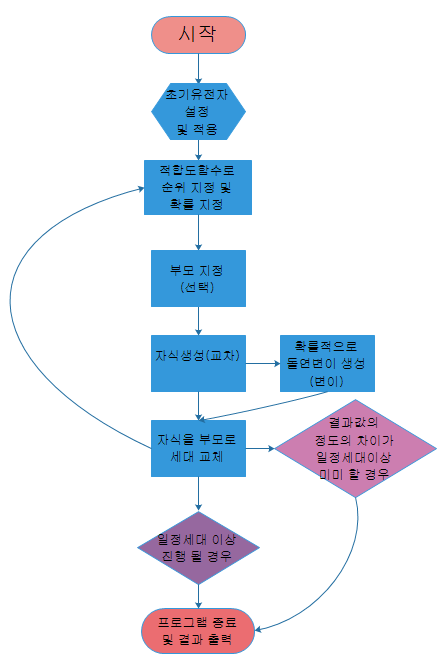 시작
초기유전자
설정
및 적용
적합도함수로
순위 지정 및
확률 지정
부모 지정
(선택)
자식생성(교차)
확률적으로
돌연변이 생성
(변이)
자식을 부모로
세대 교체
결과값의
정도의 차이가
일정세대이상
미미 할 경우
일정세대 이상
진행 될 경우
프로그램 종료
및 결과 출력